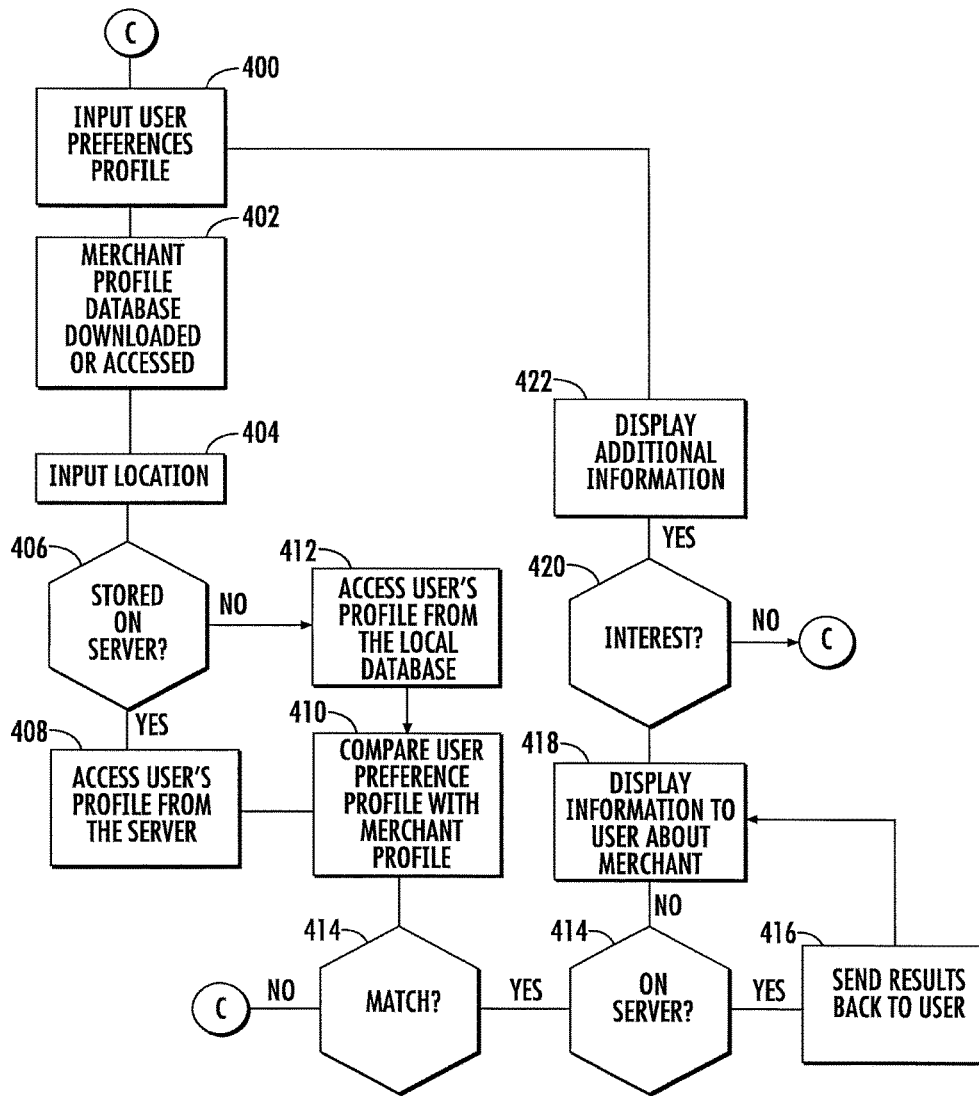 C
400
INPUT USER
PREFERENCES
PROFILE
402
MERCHANT
PROFILE
DATABASE
DOWNLOADED
OR ACCESSED
404
INPUT LOCATION
406
STORED
ON
SERVER?
NO
YES
412
ACCESS USER'S
PROFILE FROM
THE LOCAL
DATABASE
408
ACCESS USER'S
PROFILE FROM
THE SERVER
410
COMPARE USER
PREFERENCE
PROFILE WITH
MERCHANT
PROFILE
414
MATCH?
NO
C
YES
414
ON
SERVER?
YES
NO
416
SEND RESULTS
BACK TO USER
418
DISPLAY
INFORMATION TO
USER ABOUT
MERCHANT
420
INTEREST?
NO
C
YES
422
DISPLAY
ADDITIONAL
INFORMATION